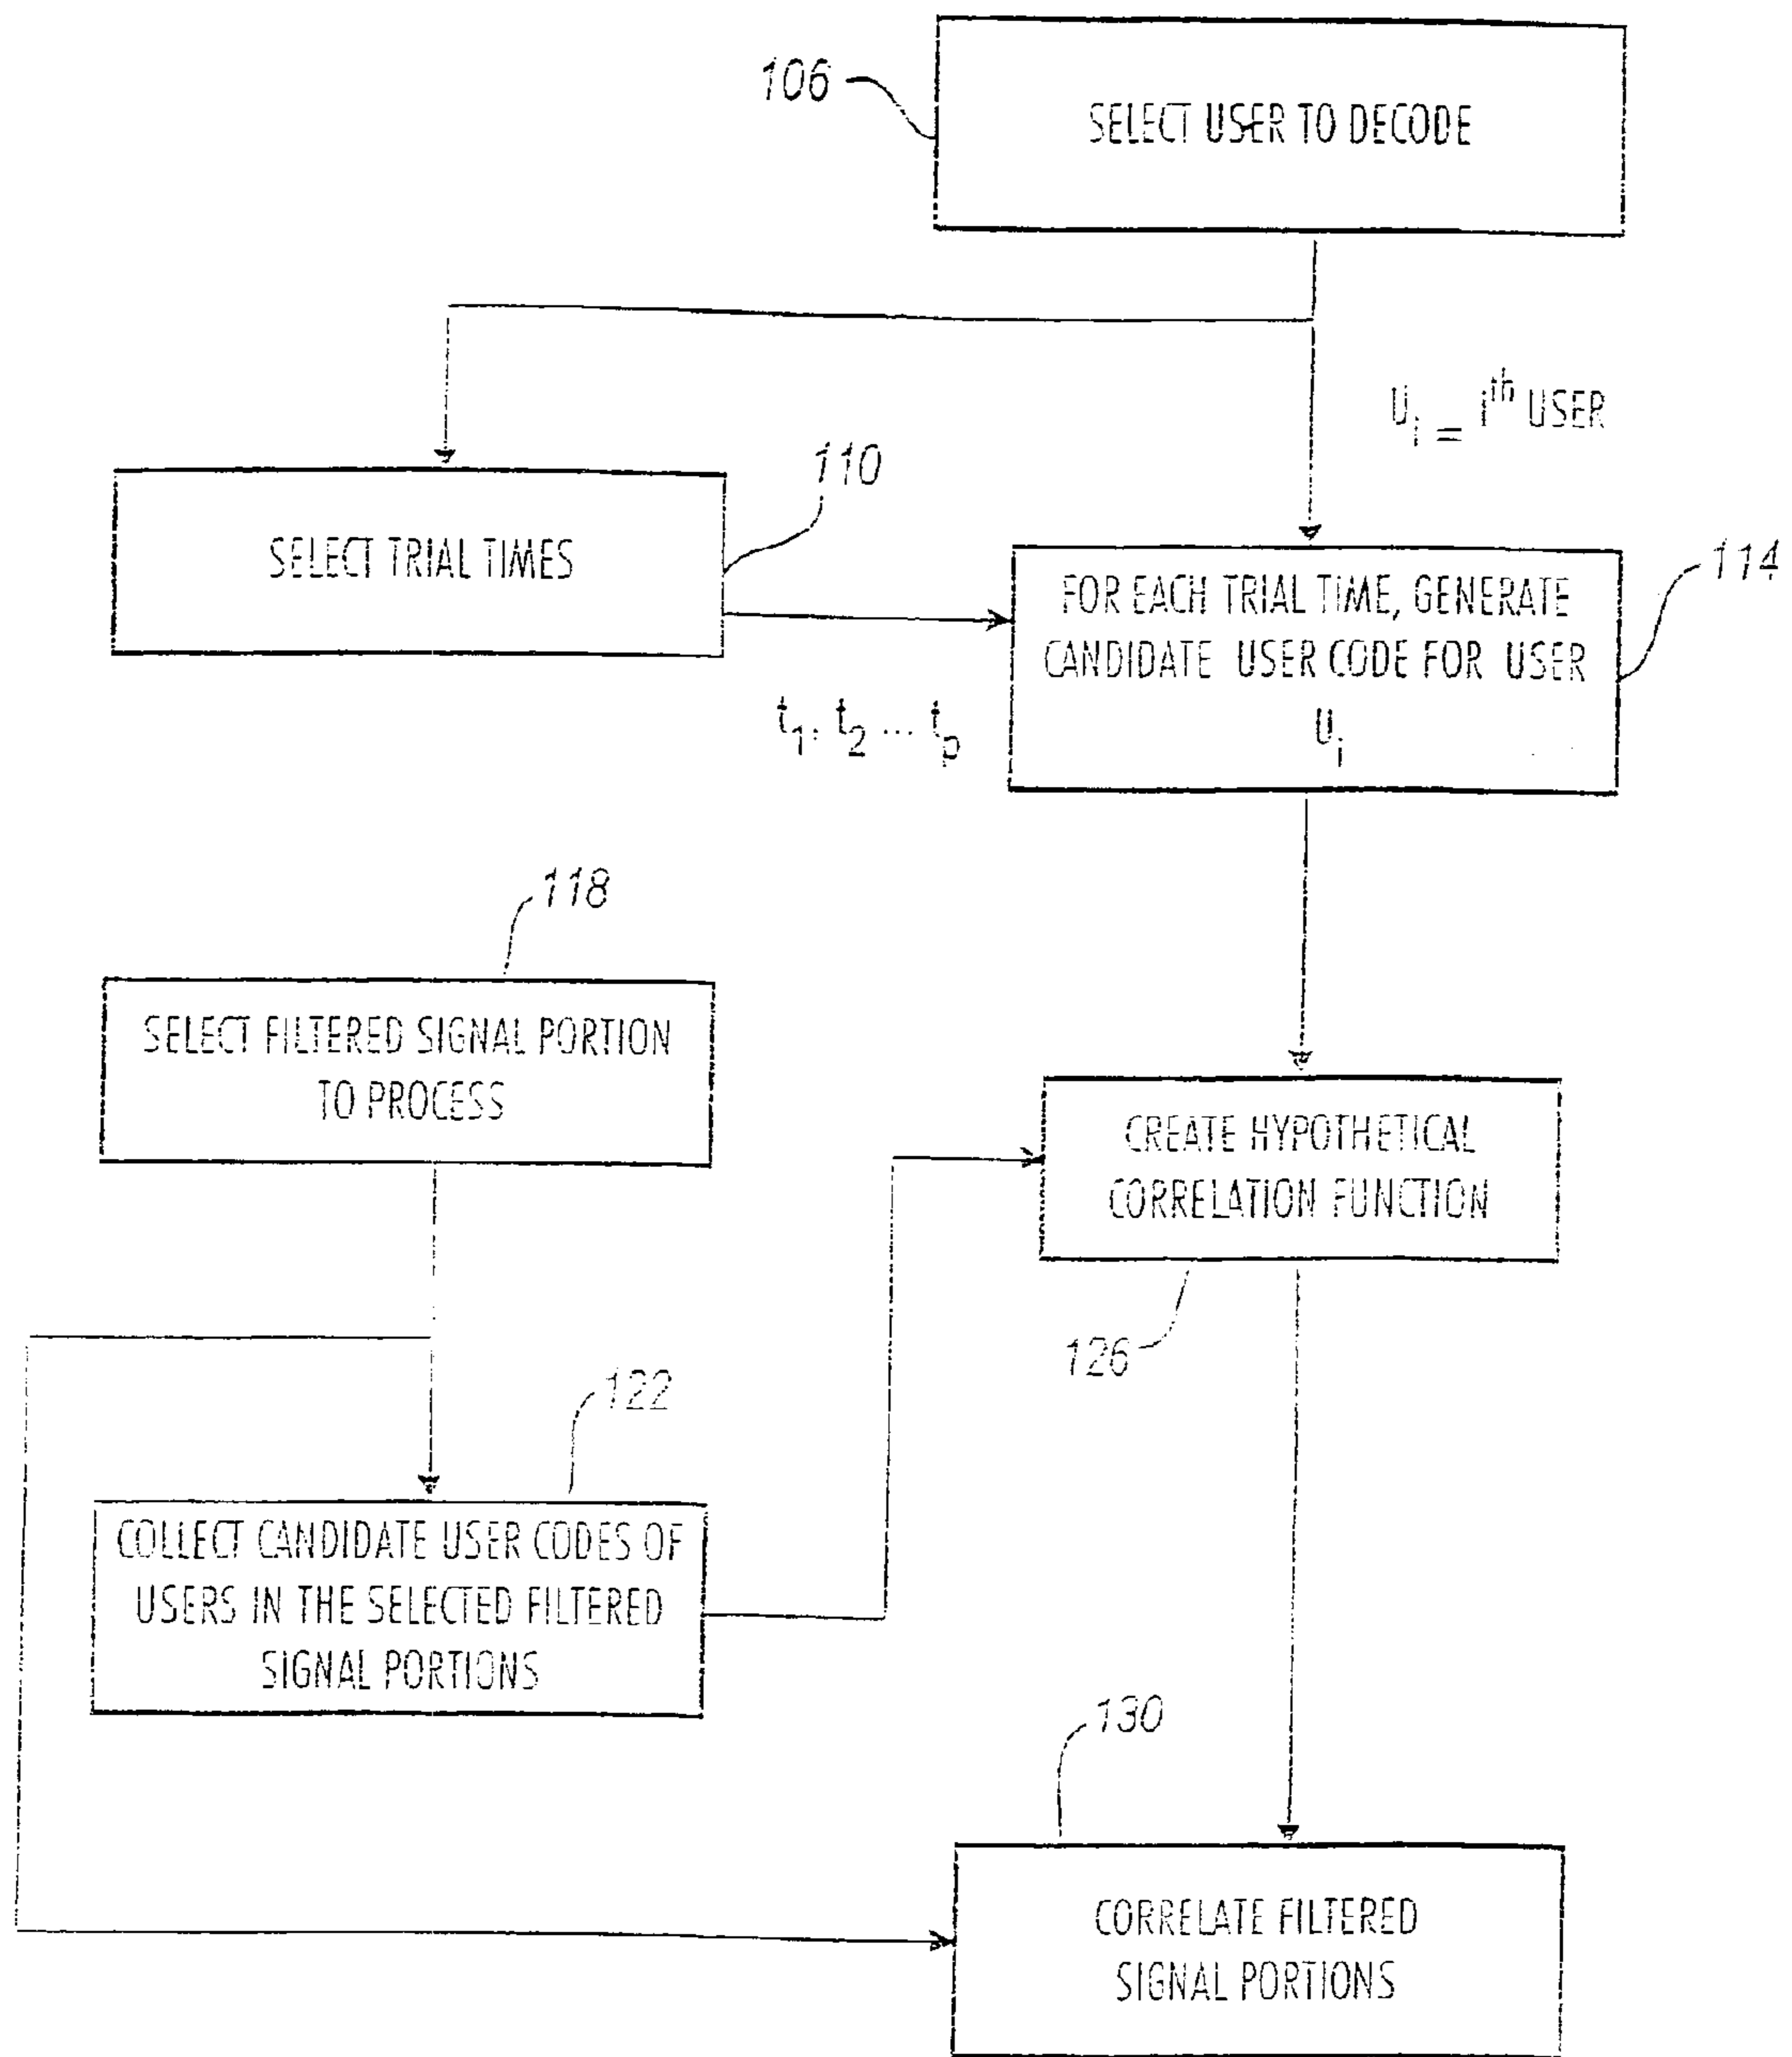 106
SELECT USER TO DECODE
U_i = i^th USER
110
SELECT TRIAL TIMES
114
FOR EACH TRIAL TIME, GENERATE
CANDIDATE USER CODE FOR USER
U_i
t_1, t_2 ... t_p
118
SELECT FILTERED SIGNAL PORTION
TO PROCESS
CREATE HYPOTHETICAL
CORRELATION FUNCTION
126
122
COLLECT CANDIDATE USER CODES OF
USERS IN THE SELECTED FILTERED
SIGNAL PORTIONS
130
CORRELATE FILTERED
SIGNAL PORTIONS